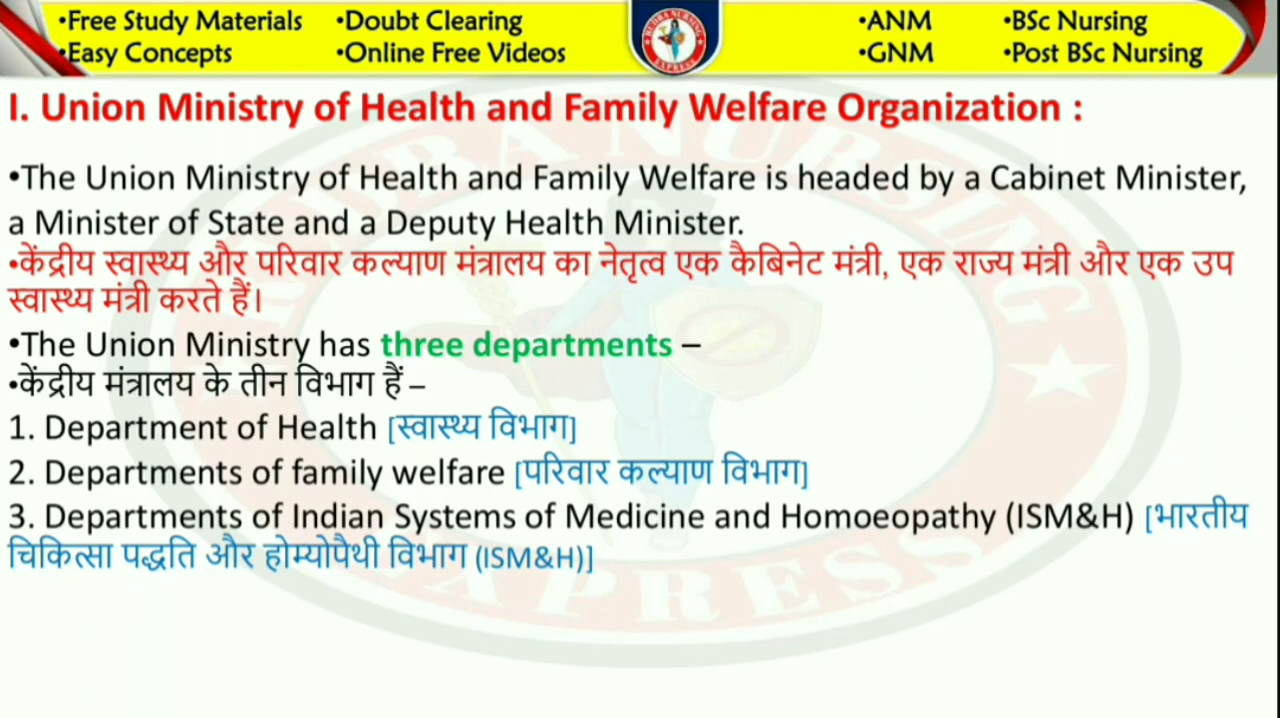 •Free Study Materials •Doubt Clearing •ANM •BSc Nursing
•Easy Concepts •Online Free Videos •GNM •Post BSc Nursing
RUDRA NURSING
EXPRESS
I. Union Ministry of Health and Family Welfare Organization :
•The Union Ministry of Health and Family Welfare is headed by a Cabinet Minister,
a Minister of State and a Deputy Health Minister.
•केंद्रीय स्वास्थ्य और परिवार कल्याण मंत्रालय का नेतृत्व एक कैबिनेट मंत्री, एक राज्य मंत्री और एक उप
स्वास्थ्य मंत्री करते हैं।
•The Union Ministry has three departments –
•केंद्रीय मंत्रालय के तीन विभाग हैं –
1. Department of Health [स्वास्थ्य विभाग]
2. Departments of family welfare [परिवार कल्याण विभाग]
3. Departments of Indian Systems of Medicine and Homoeopathy (ISM&H) [भारतीय
चिकित्सा पद्धति और होम्योपैथी विभाग (ISM&H)]